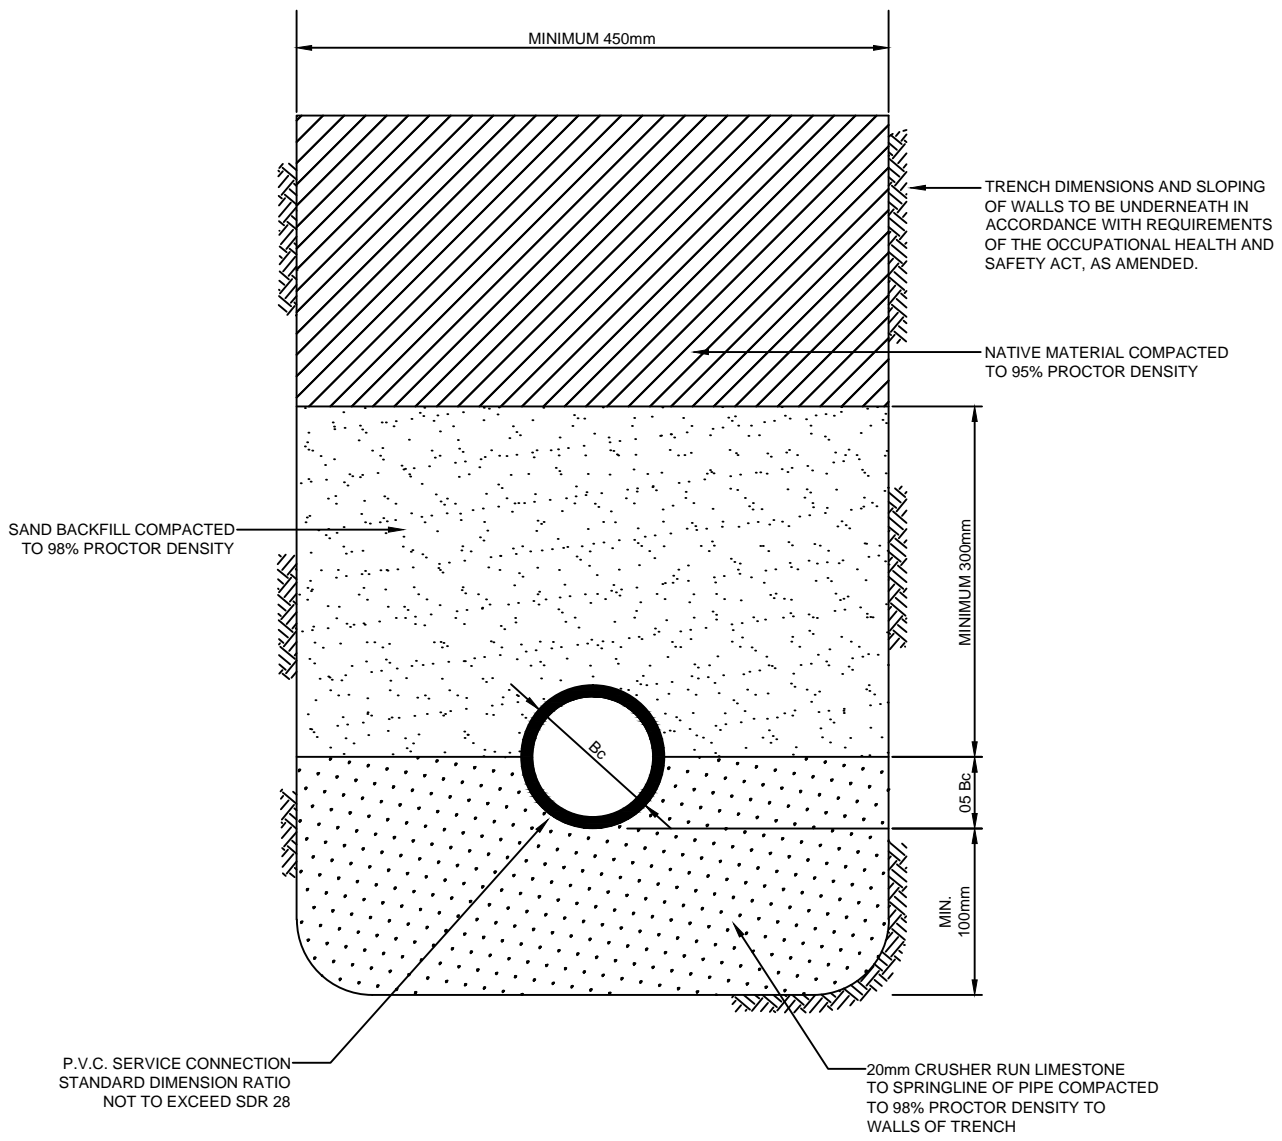 MINIMUM 450mm
TRENCH DIMENSIONS AND SLOPING
OF WALLS TO BE UNDERNEATH IN
ACCORDANCE WITH REQUIREMENTS
OF THE OCCUPATIONAL HEALTH AND
SAFETY ACT, AS AMENDED.
NATIVE MATERIAL COMPACTED
TO 95% PROCTOR DENSITY
SAND BACKFILL COMPACTED
TO 98% PROCTOR DENSITY
MINIMUM 300mm
Bc
05 Bc
MIN.
100mm
P.V.C. SERVICE CONNECTION
STANDARD DIMENSION RATIO
NOT TO EXCEED SDR 28
20mm CRUSHER RUN LIMESTONE
TO SPRINGLINE OF PIPE COMPACTED
TO 98% PROCTOR DENSITY TO
WALLS OF TRENCH